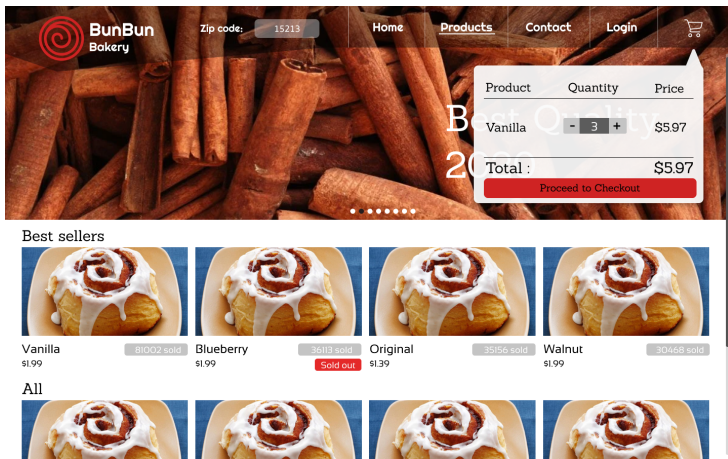 BunBun
Bakery
Zip code: 15213
Home Products Contact Login
Product Quantity Price
Vanilla - 3 + $5.97
Total : $5.97
Proceed to Checkout
Best Quality
Best sellers
Vanilla 81002 sold
$1.99
Blueberry 36113 sold
$1.99 Sold out
Original 35156 sold
$1.39
Walnut 30468 sold
$1.99
All